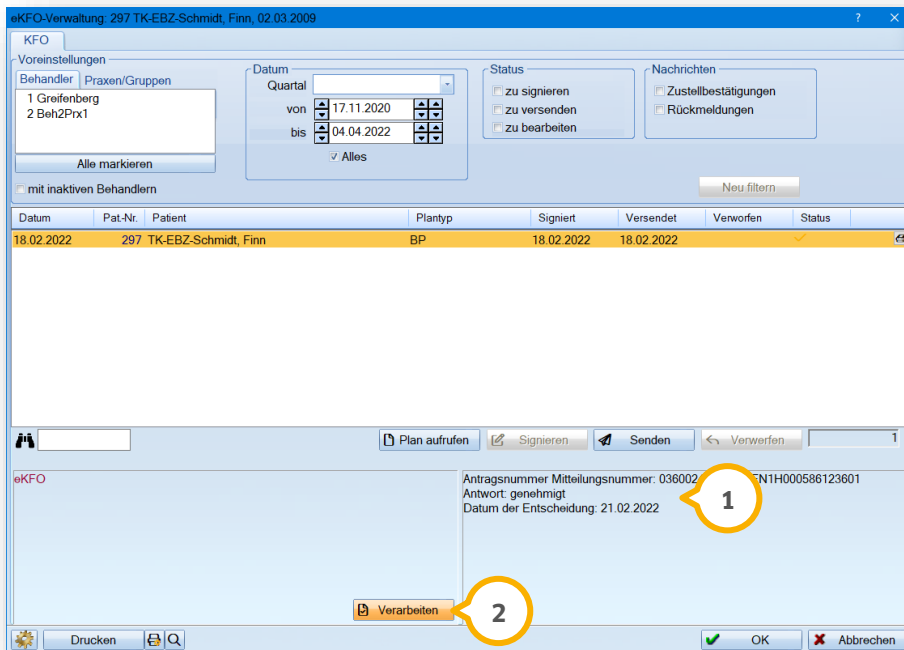 eKFO-Verwaltung: 297 TK-EBZ-Schmidt, Finn, 02.03.2009 ?
KFO
Voreinstellungen
Behandler Praxen/Gruppen
1 Greifenberg
2 Beh2Prx1
Alle markieren
mit inaktiven Behandlern
Datum
Quartal
von 17.11.2020
bis 04.04.2022
Alles
Status
zu signieren
zu versenden
zu bearbeiten
Nachrichten
Zustellbestätigungen
Rückmeldungen
Neu filtern
Datum Pat.-Nr. Patient Plantyp Signiert Versendet Verworfen Status
18.02.2022 297 TK-EBZ-Schmidt, Finn BP 18.02.2022 18.02.2022
Plan aufrufen Signieren Senden Verwerfen 1
eKFO
Antragsnummer Mitteilungsnummer: 036002 EN1H000586123601
Antwort: genehmigt
Datum der Entscheidung: 21.02.2022
1
Verarbeiten
2
Drucken OK Abbrechen